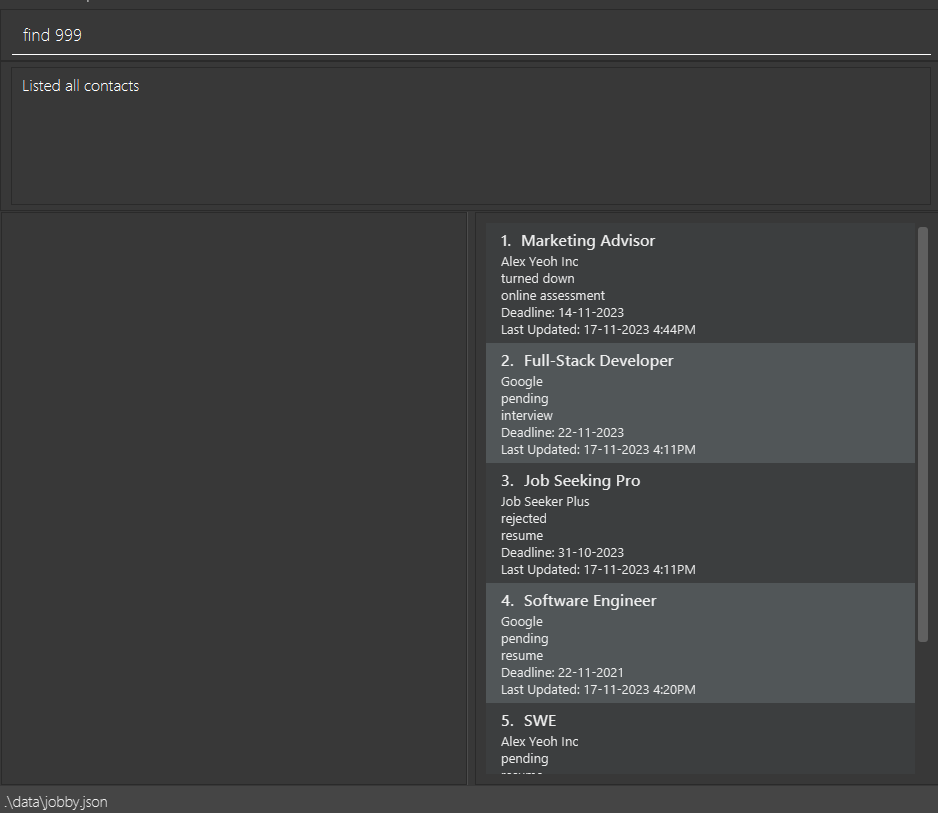 find 999
Listed all contacts
1. Marketing Advisor
Alex Yeoh Inc
turned down
online assessment
Deadline: 14-11-2023
Last Updated: 17-11-2023 4:44PM
2. Full-Stack Developer
Google
pending
interview
Deadline: 22-11-2023
Last Updated: 17-11-2023 4:11PM
3. Job Seeking Pro
Job Seeker Plus
rejected
resume
Deadline: 31-10-2023
Last Updated: 17-11-2023 4:11PM
4. Software Engineer
Google
pending
resume
Deadline: 22-11-2021
Last Updated: 17-11-2023 4:20PM
5. SWE
Alex Yeoh Inc
pending
.\data\jobby.json